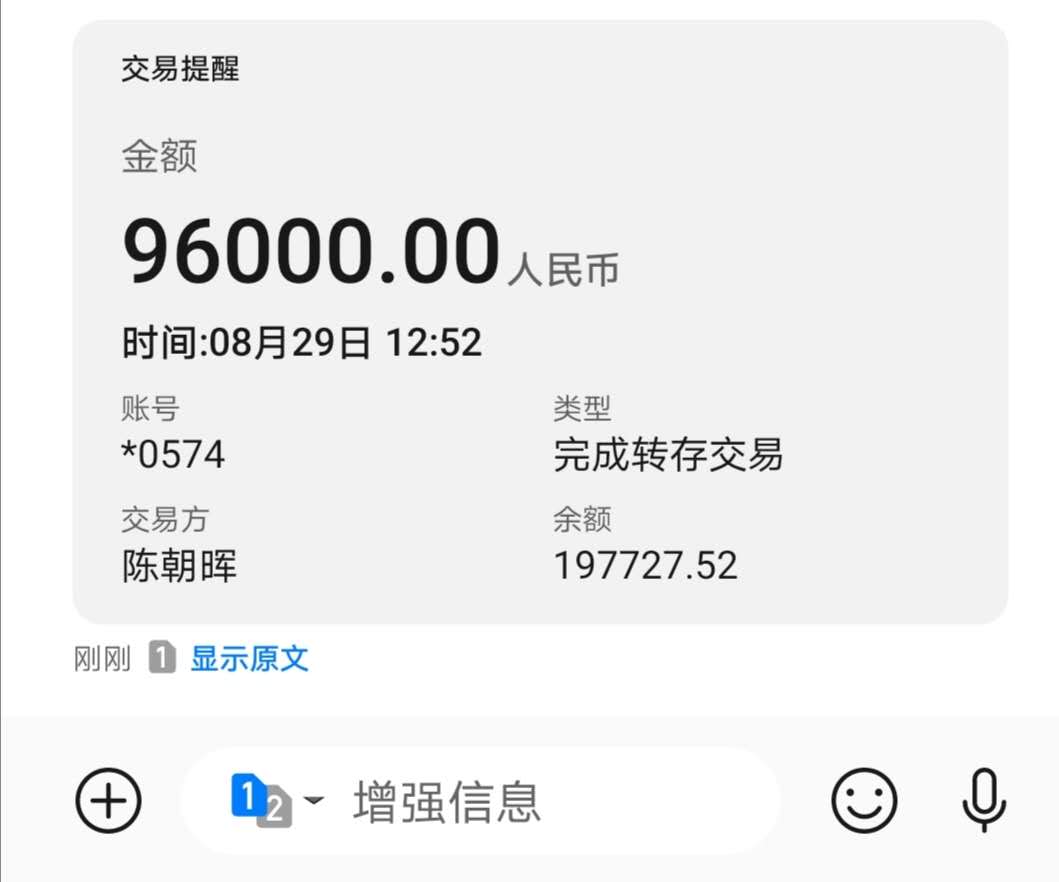 交易提醒
金额
96000.00人民币
时间:08月29日 12:52
账号 类型
*0574 完成转存交易
交易方 余额
陈朝晖 197727.52
刚刚 1 显示原文
1 2 增强信息